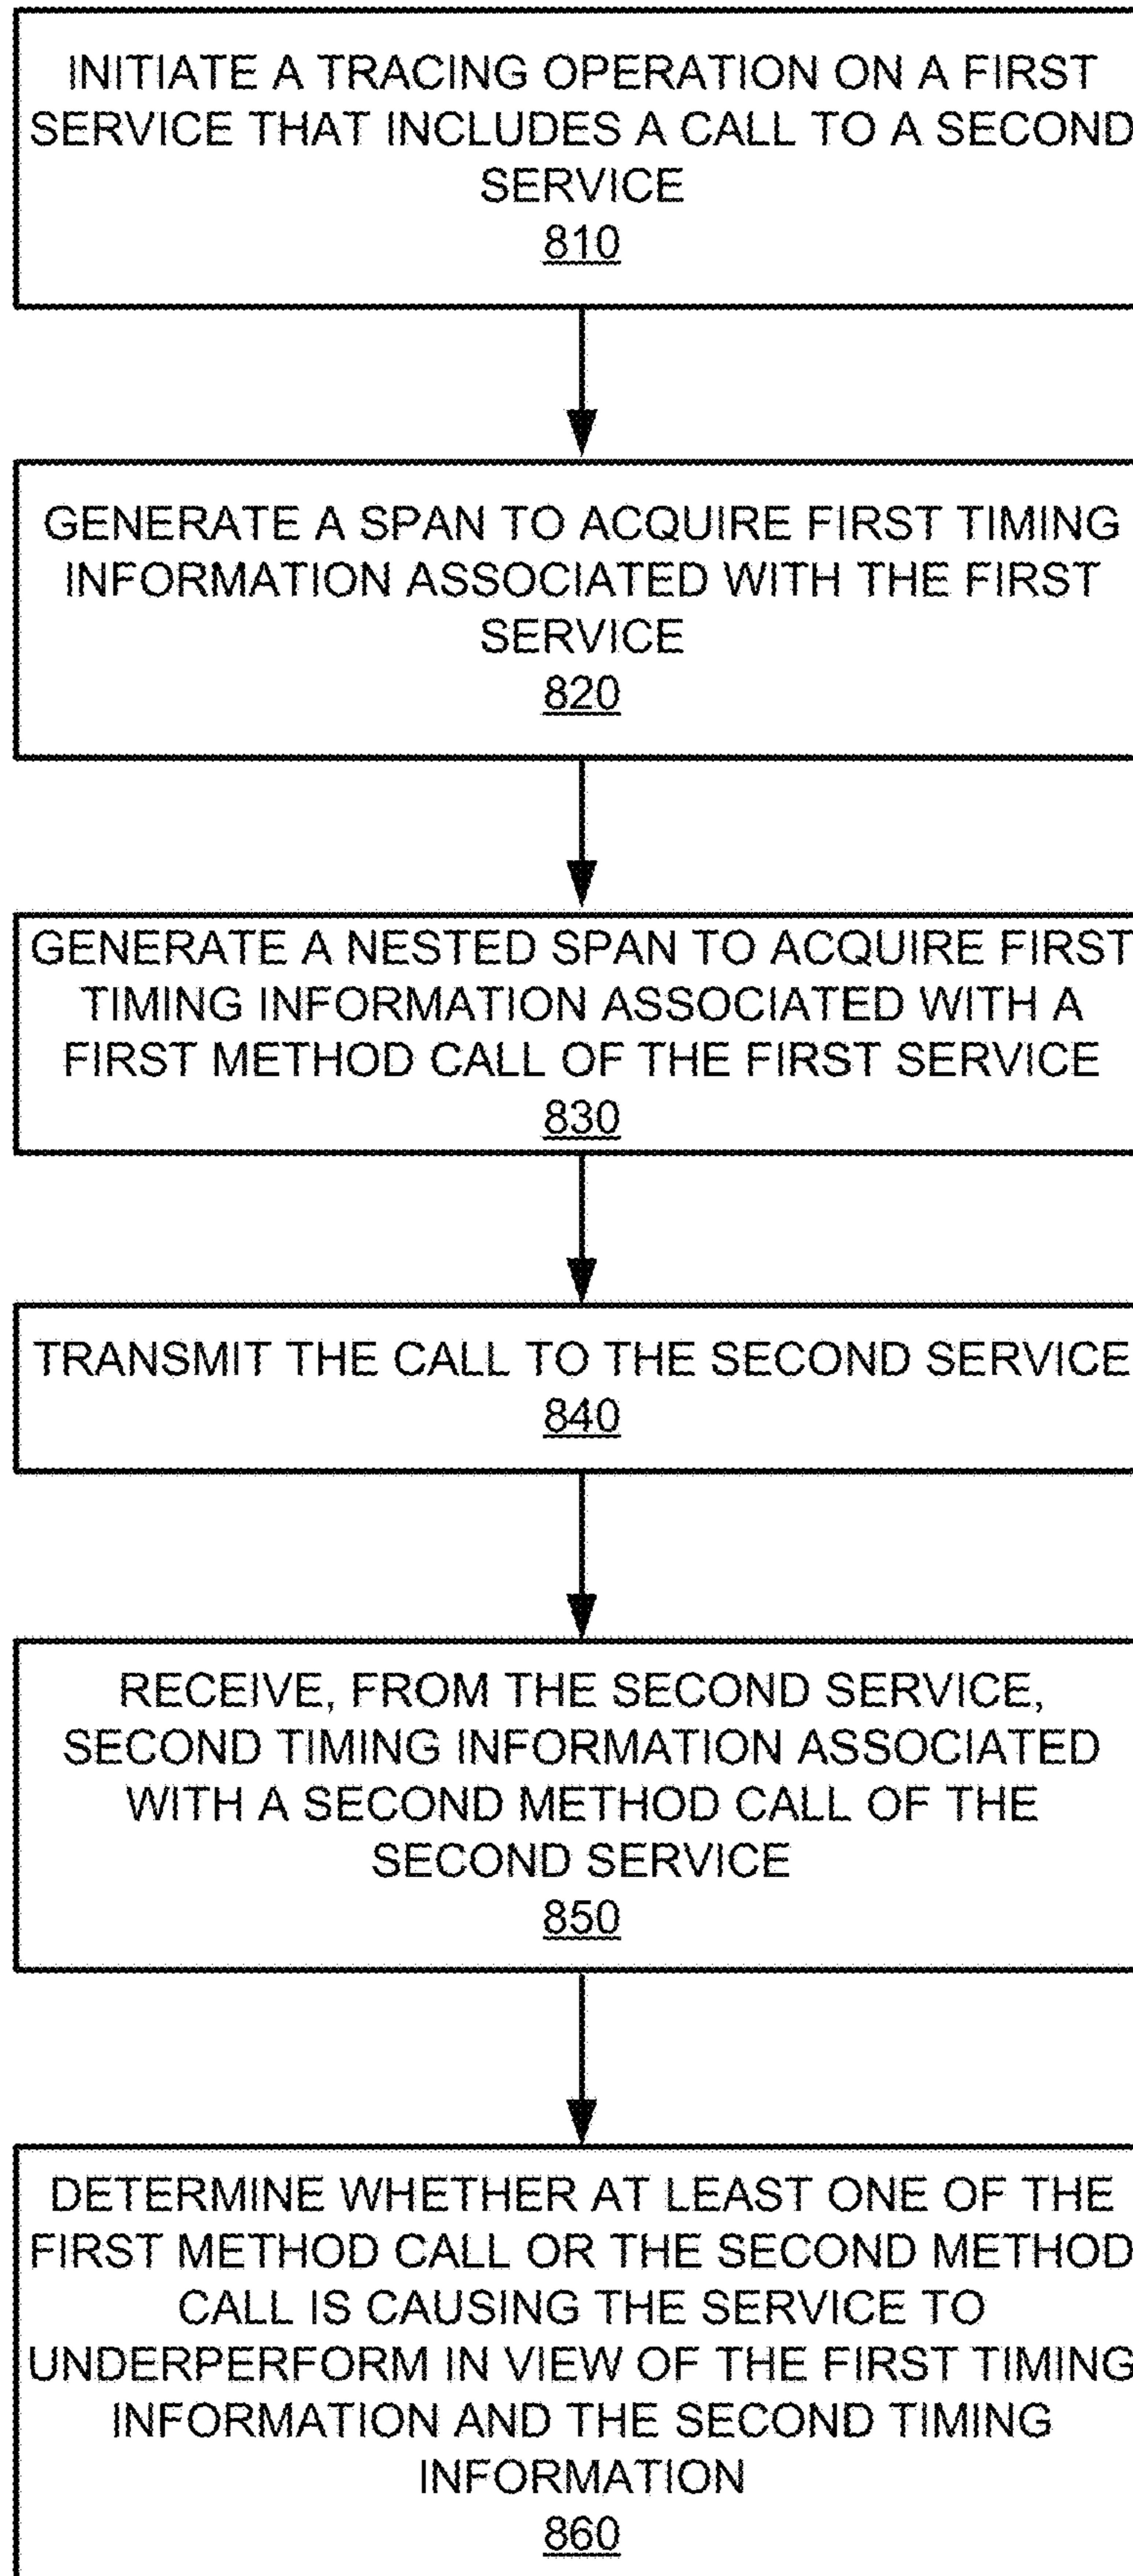 INITIATE A TRACING OPERATION ON A FIRST
SERVICE THAT INCLUDES A CALL TO A SECOND
SERVICE
810
GENERATE A SPAN TO ACQUIRE FIRST TIMING
INFORMATION ASSOCIATED WITH THE FIRST
SERVICE
820
GENERATE A NESTED SPAN TO ACQUIRE FIRST
TIMING INFORMATION ASSOCIATED WITH A
FIRST METHOD CALL OF THE FIRST SERVICE
830
TRANSMIT THE CALL TO THE SECOND SERVICE
840
RECEIVE, FROM THE SECOND SERVICE,
SECOND TIMING INFORMATION ASSOCIATED
WITH A SECOND METHOD CALL OF THE
SECOND SERVICE
850
DETERMINE WHETHER AT LEAST ONE OF THE
FIRST METHOD CALL OR THE SECOND METHOD
CALL IS CAUSING THE SERVICE TO
UNDERPERFORM IN VIEW OF THE FIRST TIMING
INFORMATION AND THE SECOND TIMING
INFORMATION
860